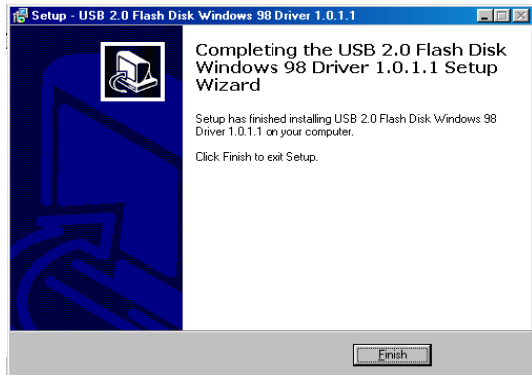 Setup - USB 2.0 Flash Disk Windows 98 Driver 1.0.1.1
Completing the USB 2.0 Flash Disk
Windows 98 Driver 1.0.1.1 Setup
Wizard
Setup has finished installing USB 2.0 Flash Disk Windows 98
Driver 1.0.1.1 on your computer.
Click Finish to exit Setup.
Finish